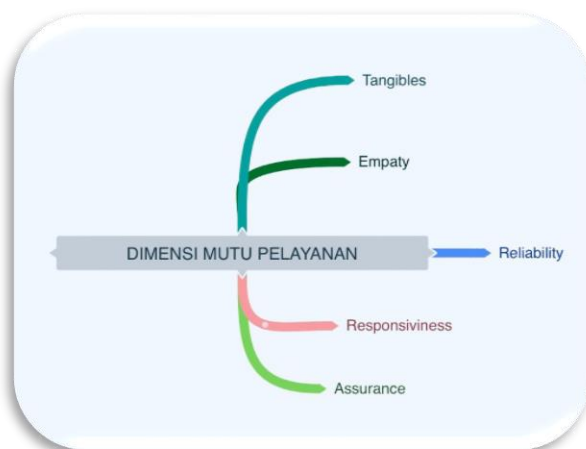 Tangibles
Empaty
DIMENSI MUTU PELAYANAN
Reliability
Responsiviness
Assurance